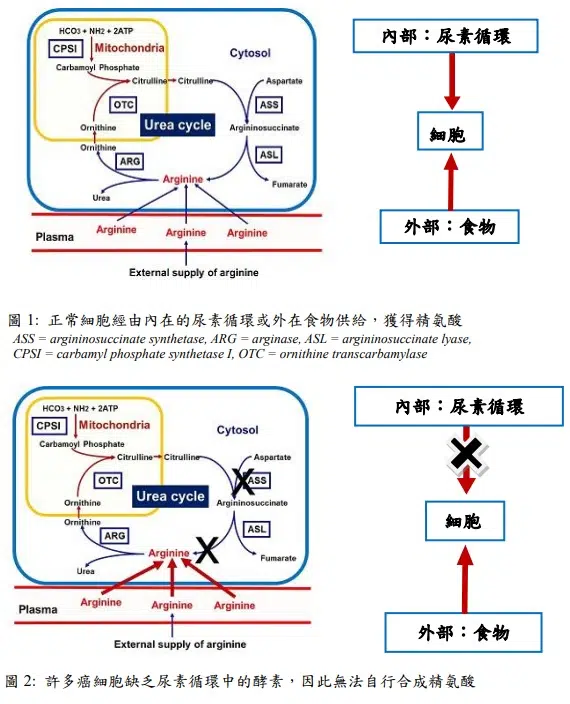 HCO3 + NH2 + 2ATP
CPSI
Mitochondria
Carbamoyl Phosphate
Cytosol
Citrulline
Citrulline
Aspartate
OTC
ASS
Ornithine
Urea cycle
Argininosuccinate
Ornithine
ARG
ASL
Arginine
Urea
Fumarate
Plasma
Arginine
Arginine
Arginine
External supply of arginine
內部：尿素循環
細胞
外部：食物
圖 1: 正常細胞經由內在的尿素循環或外在食物供給，獲得精氨酸
ASS = argininosuccinate synthetase, ARG = arginase, ASL = argininosuccinate lyase,
CPSI = carbamyl phosphate synthetase I, OTC = ornithine transcarbamylase
HCO3 + NH2 + 2ATP
CPSI
Mitochondria
Carbamoyl Phosphate
Cytosol
Citrulline
Citrulline
Aspartate
OTC
ASS
Ornithine
Urea cycle
Argininosuccinate
Ornithine
ARG
ASL
Arginine
X
Urea
Fumarate
Plasma
Arginine
Arginine
Arginine
External supply of arginine
內部：尿素循環
細胞
外部：食物
圖 2: 許多癌細胞缺乏尿素循環中的酵素，因此無法自行合成精氨酸